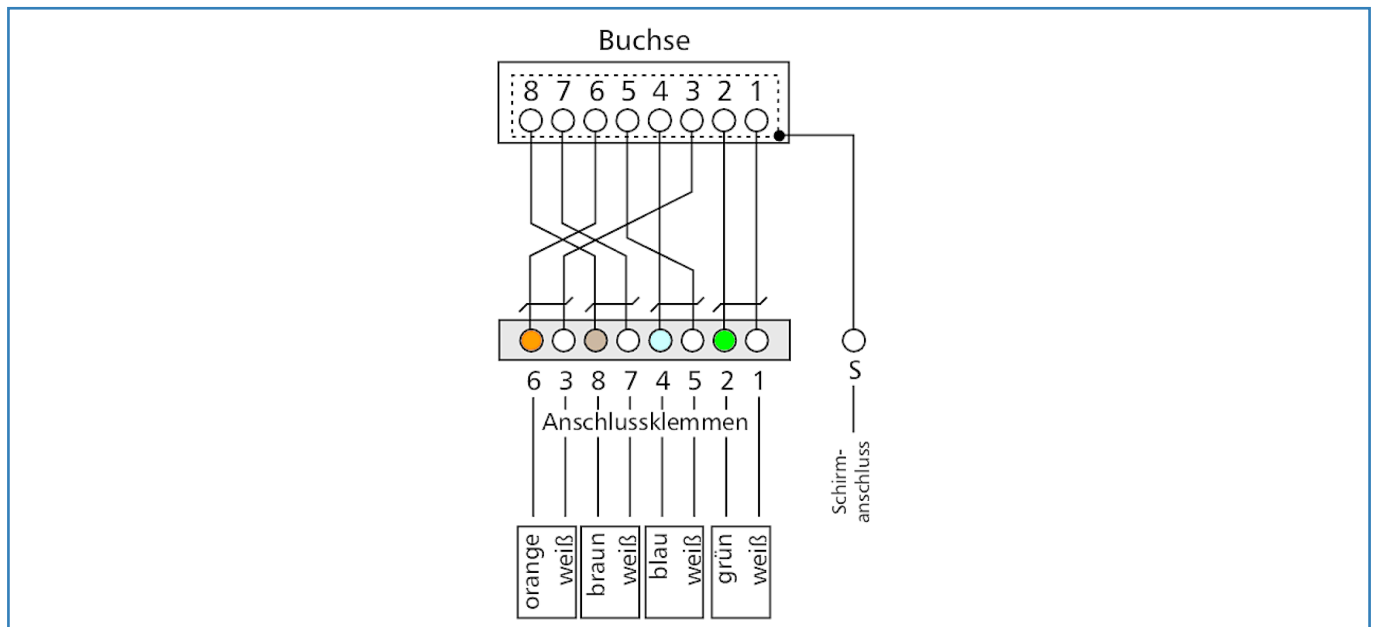 Buchse
8 7 6 5 4 3 2 1
6 3 8 7 4 5 2 1
S
Anschlussklemmen
Schirm-
anschluss
orange
weiß
braun
weiß
blau
weiß
grün
weiß